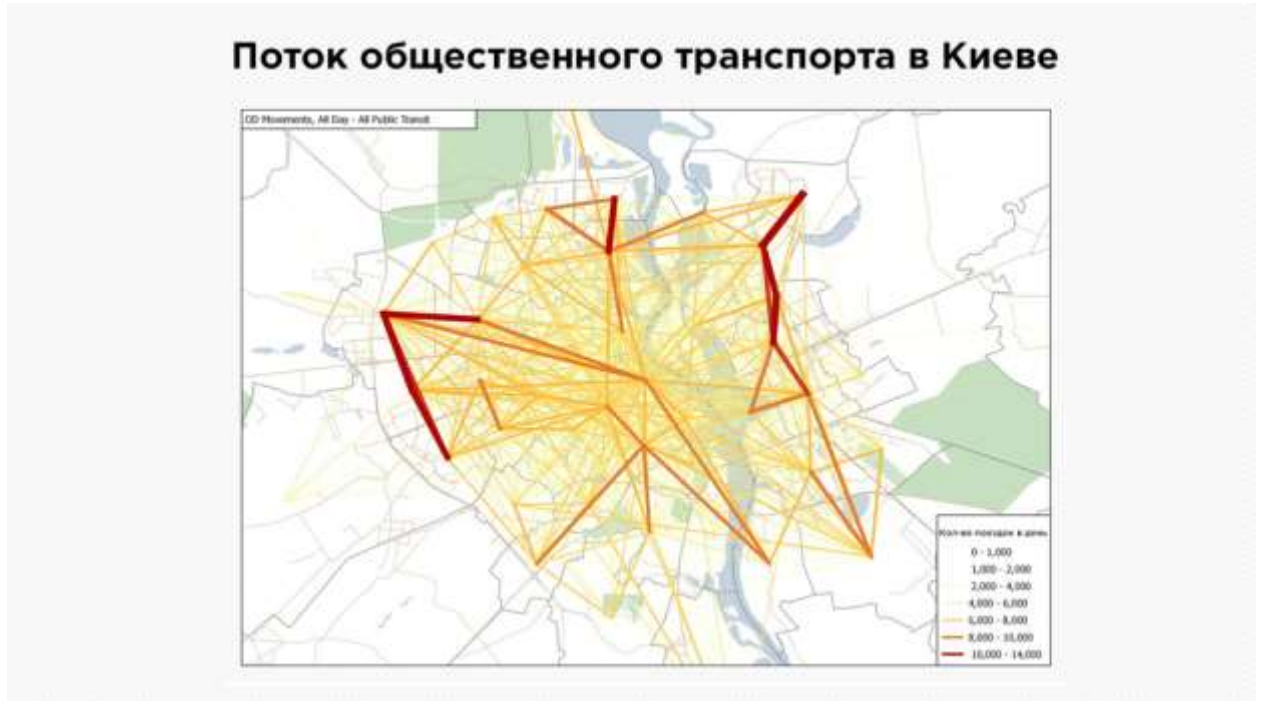 Поток общественного транспорта в Киеве
OD Movements, All Day - All Public Transit
Кол-во поездок в день
0 - 1,000
1,000 - 2,000
2,000 - 4,000
4,000 - 6,000
6,000 - 8,000
8,000 - 10,000
10,000 - 14,000